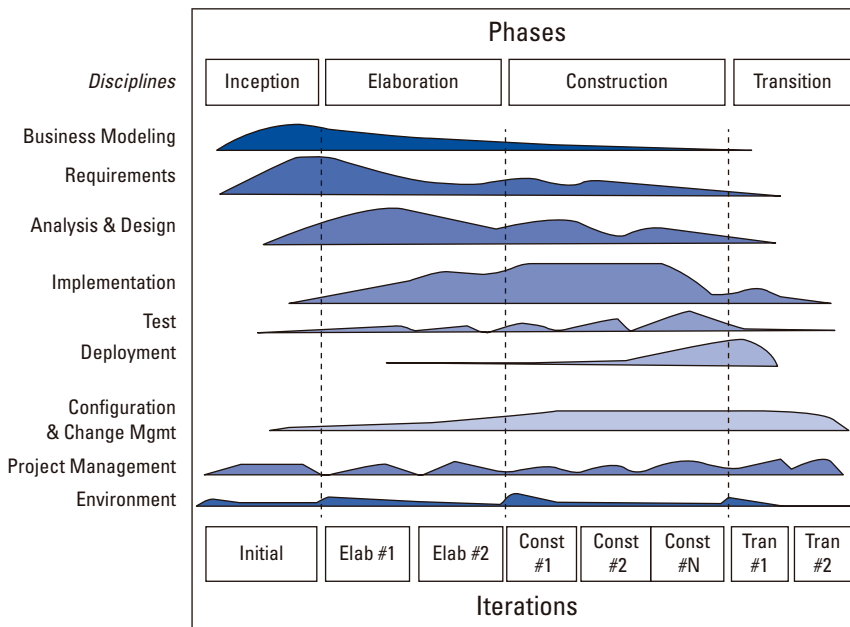 Phases
Disciplines
Inception
Elaboration
Construction
Transition
Business Modeling
Requirements
Analysis & Design
Implementation
Test
Deployment
Configuration
& Change Mgmt
Project Management
Environment
Initial
Elab #1
Elab #2
Const
#1
Const
#2
Const
#N
Tran
#1
Tran
#2
Iterations